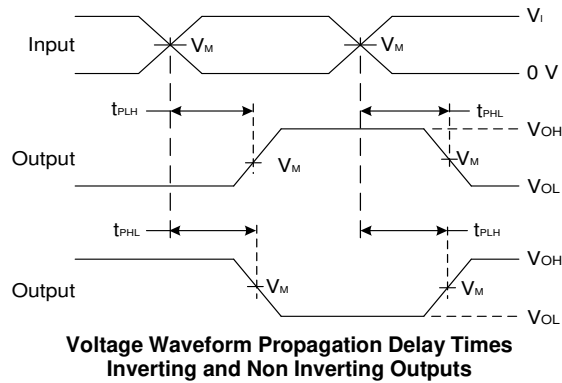 VI
Input VM VM
0 V
tPLH tPHL
VOH
Output VM VM
VOL
tPHL tPLH
VOH
Output VM VM
VOL
Voltage Waveform Propagation Delay Times
Inverting and Non Inverting Outputs